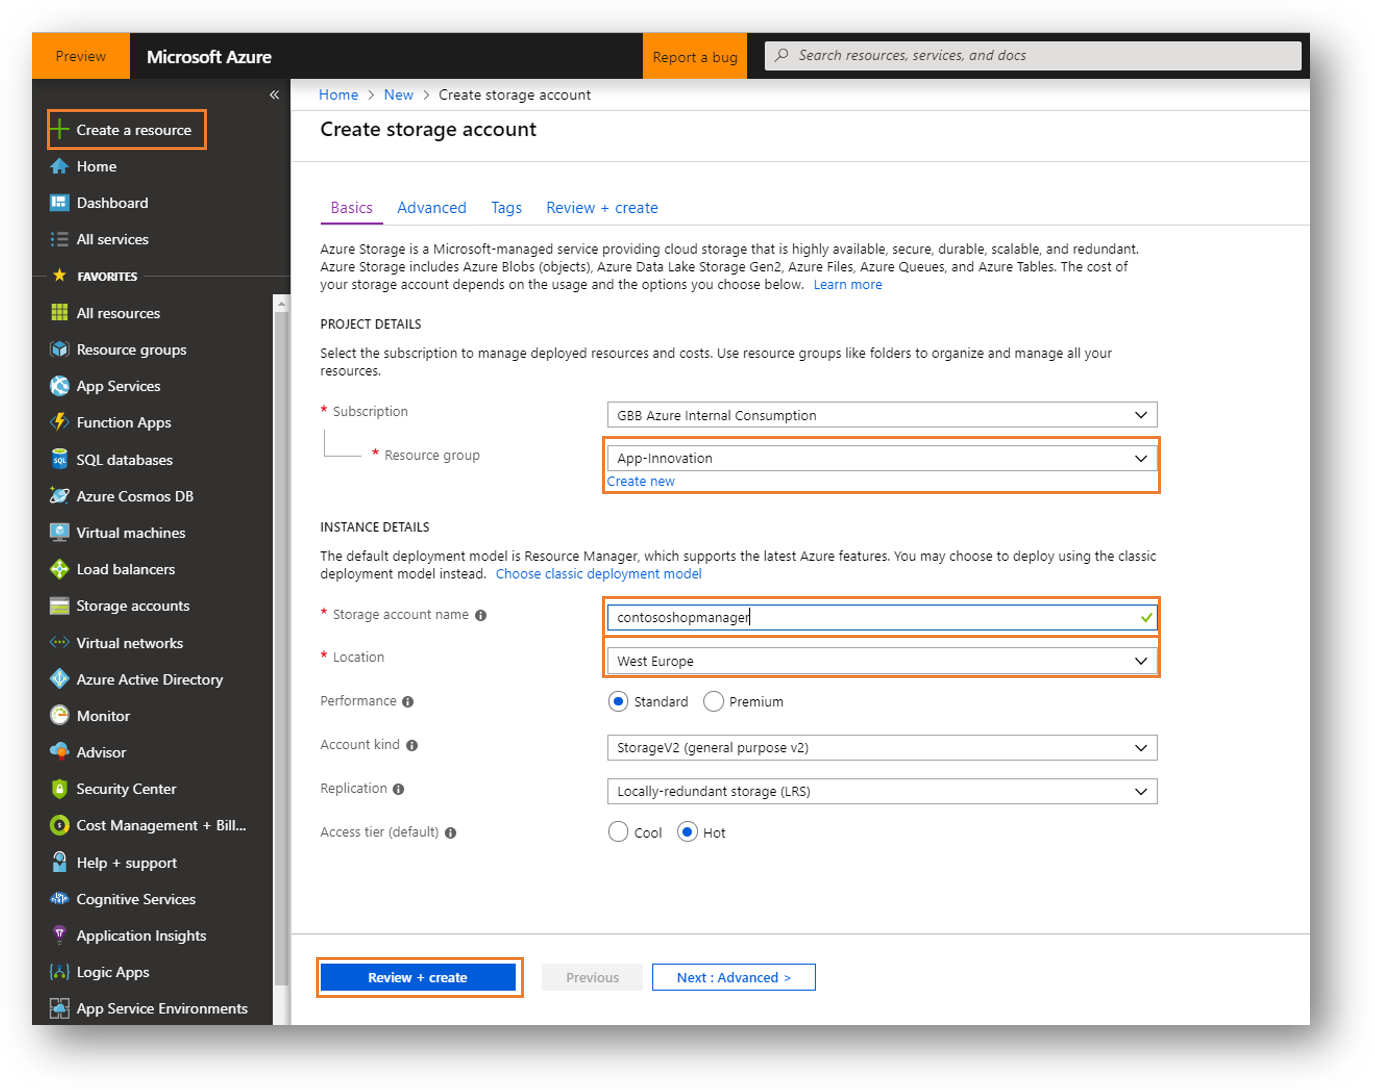 Preview
Microsoft Azure
Report a bug
Search resources, services, and docs
«
Create a resource
Home
Dashboard
All services
FAVORITES
All resources
Resource groups
App Services
Function Apps
SQL databases
Azure Cosmos DB
Virtual machines
Load balancers
Storage accounts
Virtual networks
Azure Active Directory
Monitor
Advisor
Security Center
Cost Management + Bill...
Help + support
Cognitive Services
Application Insights
Logic Apps
App Service Environments
Home > New > Create storage account
Create storage account
Basics Advanced Tags Review + create
Azure Storage is a Microsoft-managed service providing cloud storage that is highly available, secure, durable, scalable, and redundant.
Azure Storage includes Azure Blobs (objects), Azure Data Lake Storage Gen2, Azure Files, Azure Queues, and Azure Tables. The cost of
your storage account depends on the usage and the options you choose below. Learn more
PROJECT DETAILS
Select the subscription to manage deployed resources and costs. Use resource groups like folders to organize and manage all your
resources.
* Subscription GBB Azure Internal Consumption
* Resource group App-Innovation
Create new
INSTANCE DETAILS
The default deployment model is Resource Manager, which supports the latest Azure features. You may choose to deploy using the classic
deployment model instead. Choose classic deployment model
* Storage account name contososhopmanager
* Location West Europe
Performance Standard Premium
Account kind StorageV2 (general purpose v2)
Replication Locally-redundant storage (LRS)
Access tier (default) Cool Hot
Review + create Previous Next : Advanced >